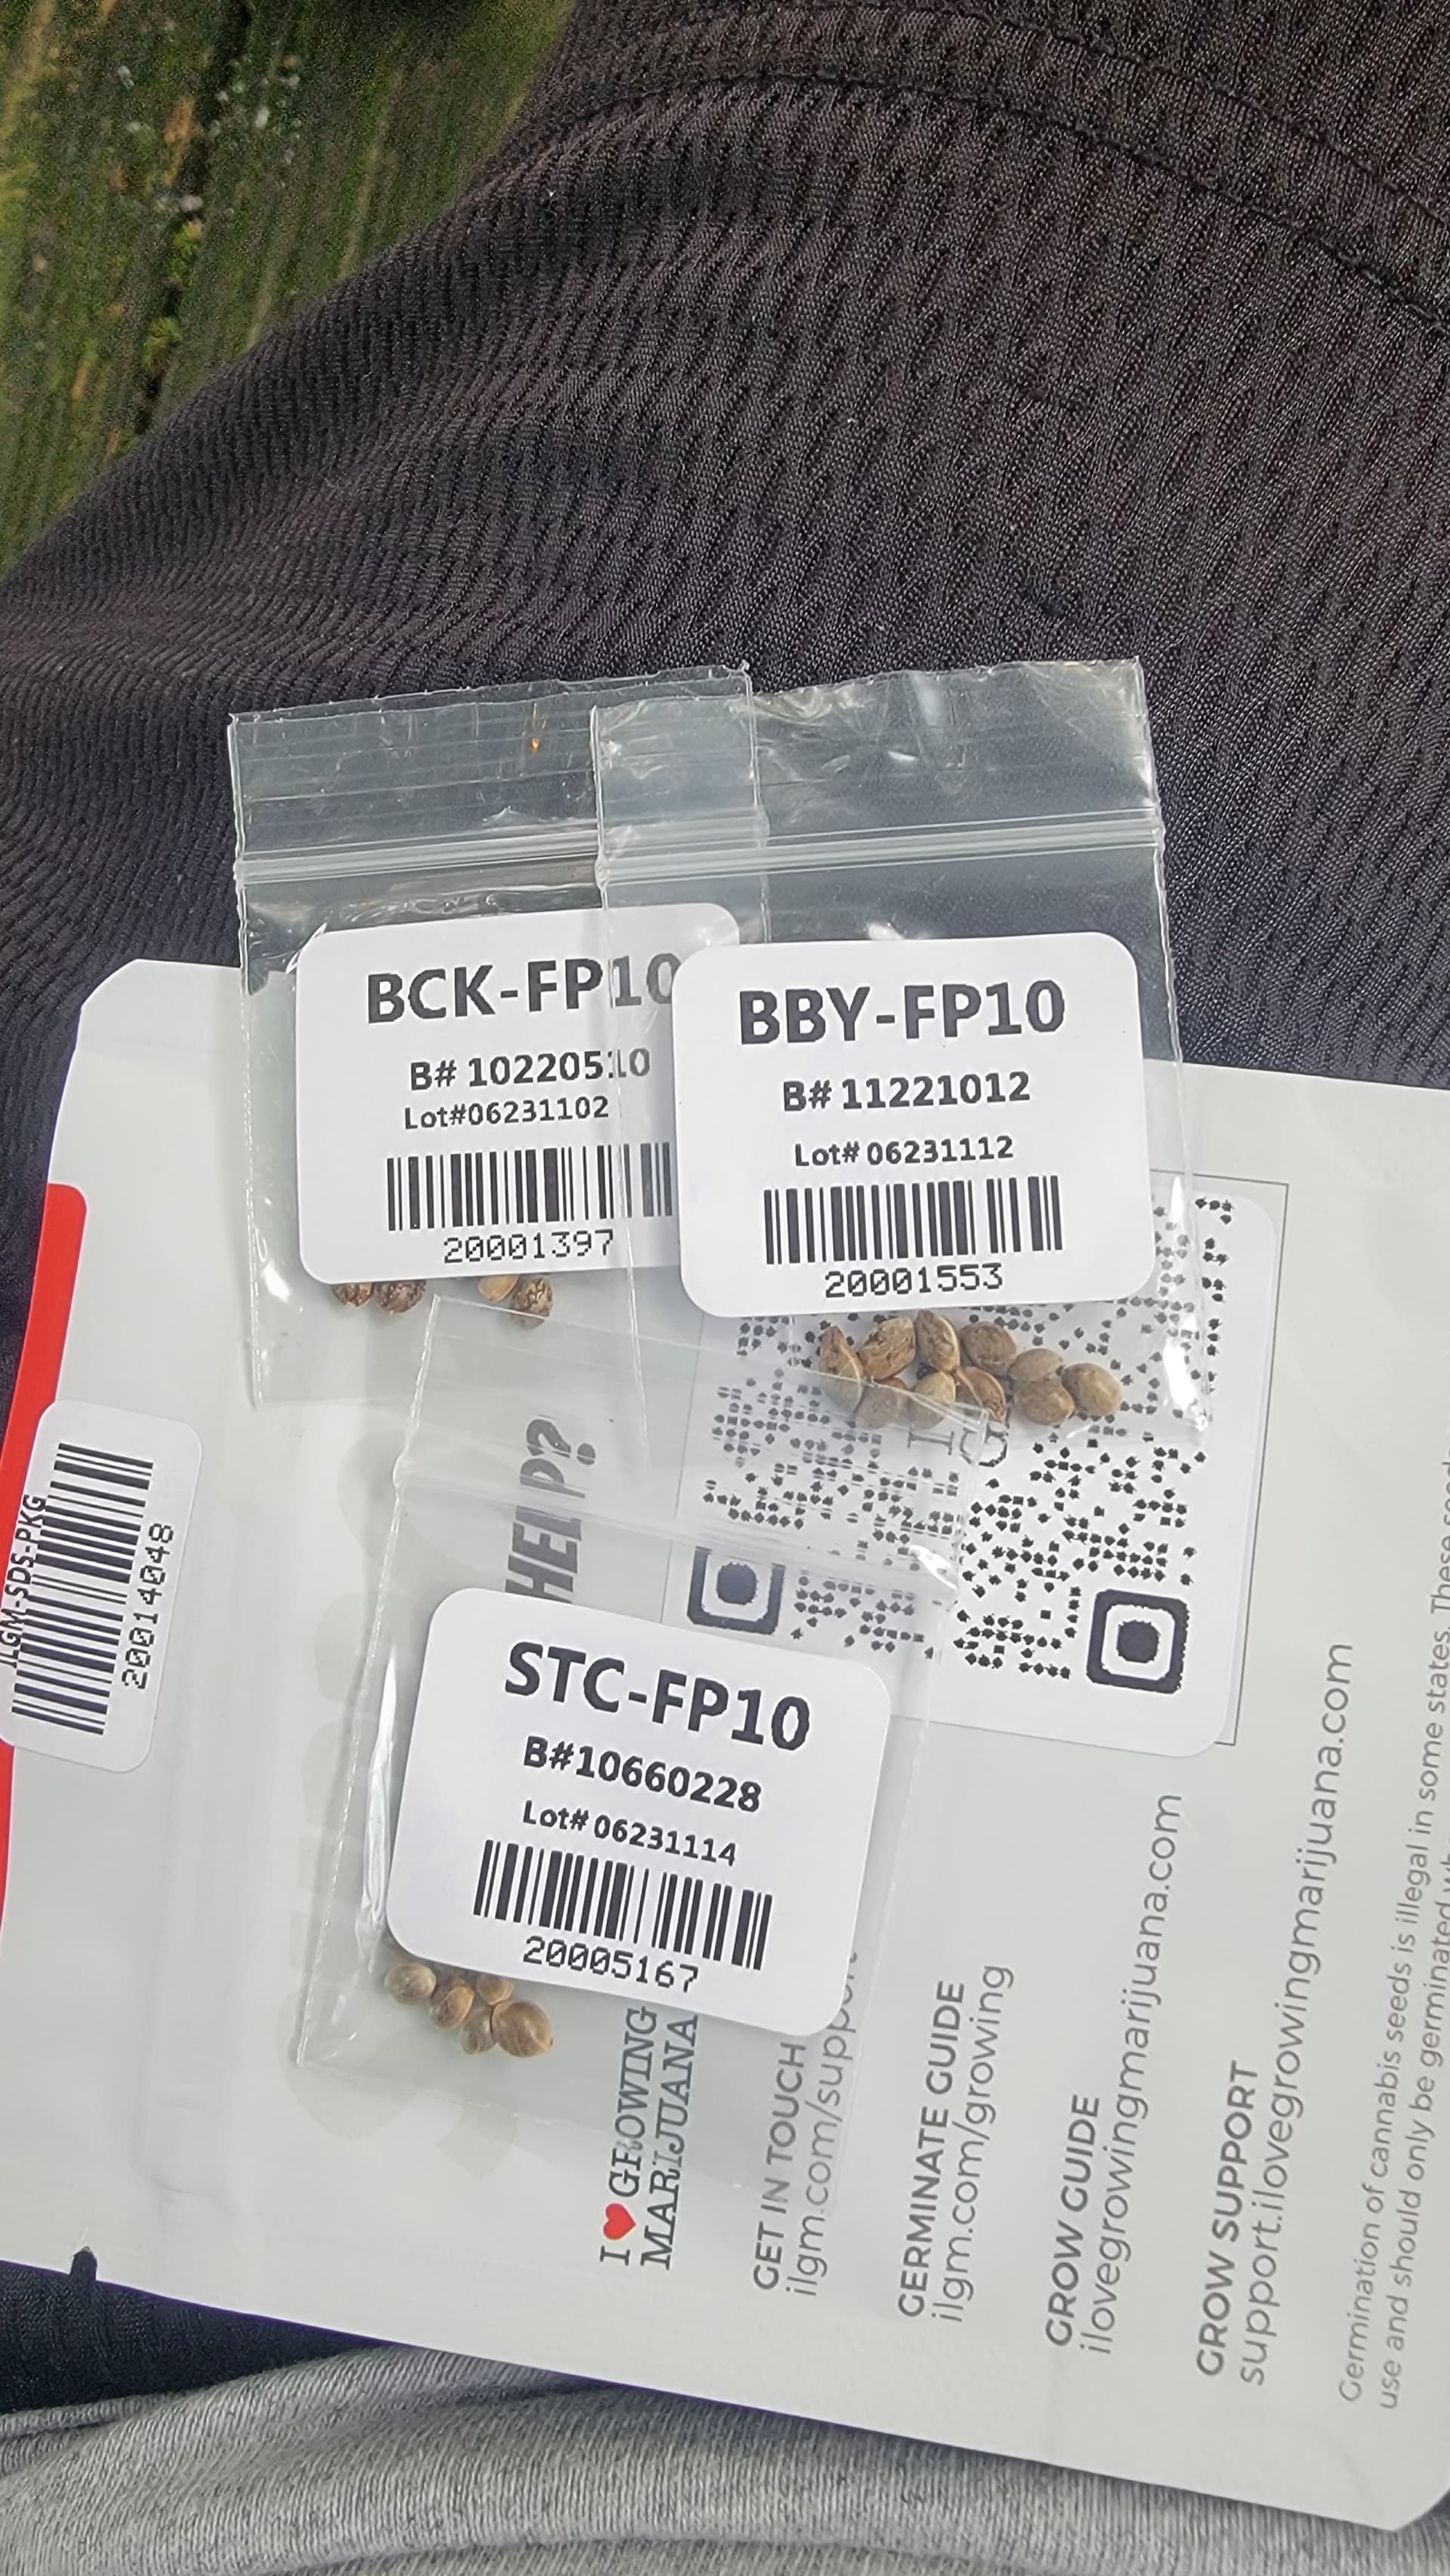 BCK-FP10
B# 10220510
Lot#06231102
20001397
BBY-FP10
B# 11221012
Lot# 06231112
20001553
STC-FP10
B#10660228
Lot# 06231114
20005167
ILGM-SDS-PKG
20014048
HELP?
I ❤ GROWING
MARIJUANA
GET IN TOUCH
ilgm.com/support
GERMINATE GUIDE
ilgm.com/growing
GROW GUIDE
ilovegrowingmarijuana.com
GROW SUPPORT
support.ilovegrowingmarijuana.com
Germination of cannabis seeds is illegal in some states. These
use and should only be germinated